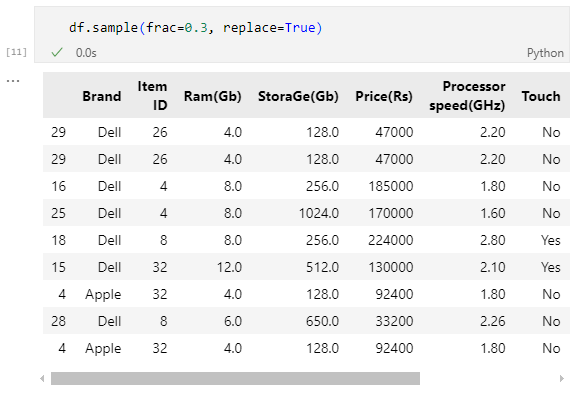 df.sample(frac=0.3, replace=True)
[11] 0.0s Python
...
Brand Item ID Ram(Gb) StoraGe(Gb) Price(Rs) Processor speed(GHz) Touch
29 Dell 26 4.0 128.0 47000 2.20 No
29 Dell 26 4.0 128.0 47000 2.20 No
16 Dell 4 8.0 256.0 185000 1.80 No
25 Dell 4 8.0 1024.0 170000 1.60 No
18 Dell 8 8.0 256.0 224000 2.80 Yes
15 Dell 32 12.0 512.0 130000 2.10 Yes
4 Apple 32 4.0 128.0 92400 1.80 No
28 Dell 8 6.0 650.0 33200 2.26 No
4 Apple 32 4.0 128.0 92400 1.80 No